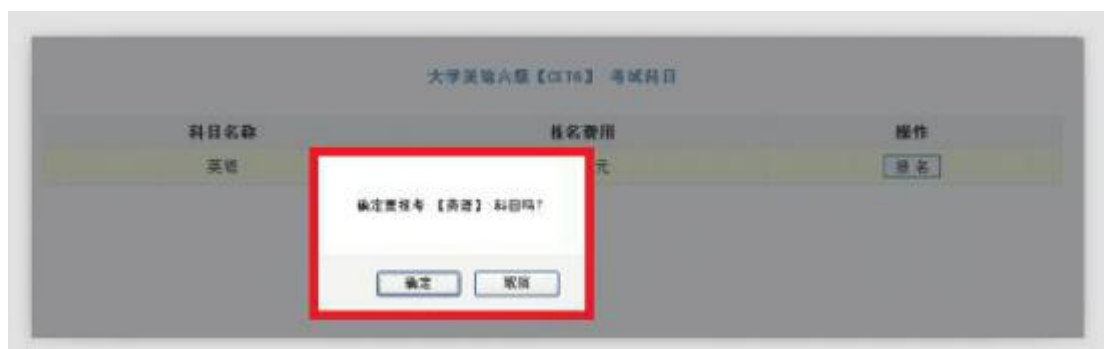 大学英语六级【CET6】 考试科目
科目名称 报名费用 操作
英语 元 报名
确定要报考 【英语】 科目吗?
确定 取消